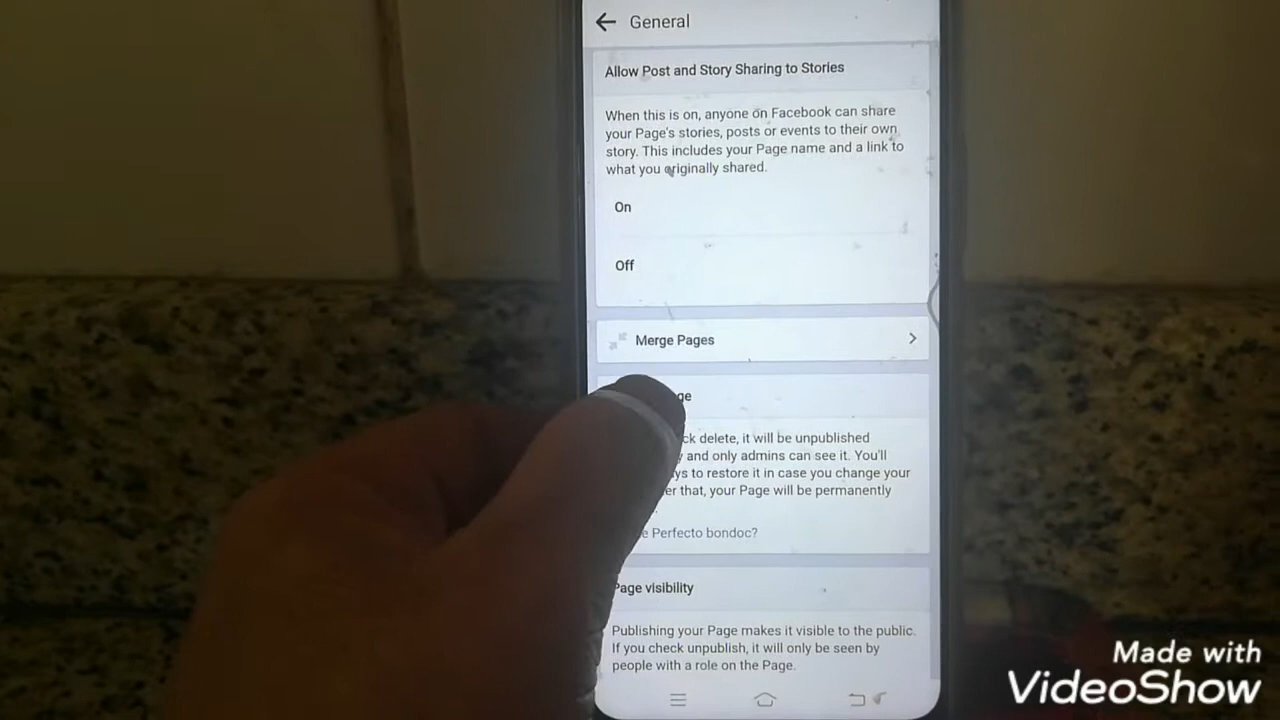 General
Allow Post and Story Sharing to Stories
When this is on, anyone on Facebook can share
your Page's stories, posts or events to their own
story. This includes your Page name and a link to
what you originally shared.
On
Off
Merge Pages
delete, it will be unpublished
and only admins can see it. You'll
to restore it in case you change your
that, your Page will be permanently
Perfecto bondoc?
Page visibility
Publishing your Page makes it visible to the public.
If you check unpublish, it will only be seen by
people with a role on the Page.
Made with
VideoShow